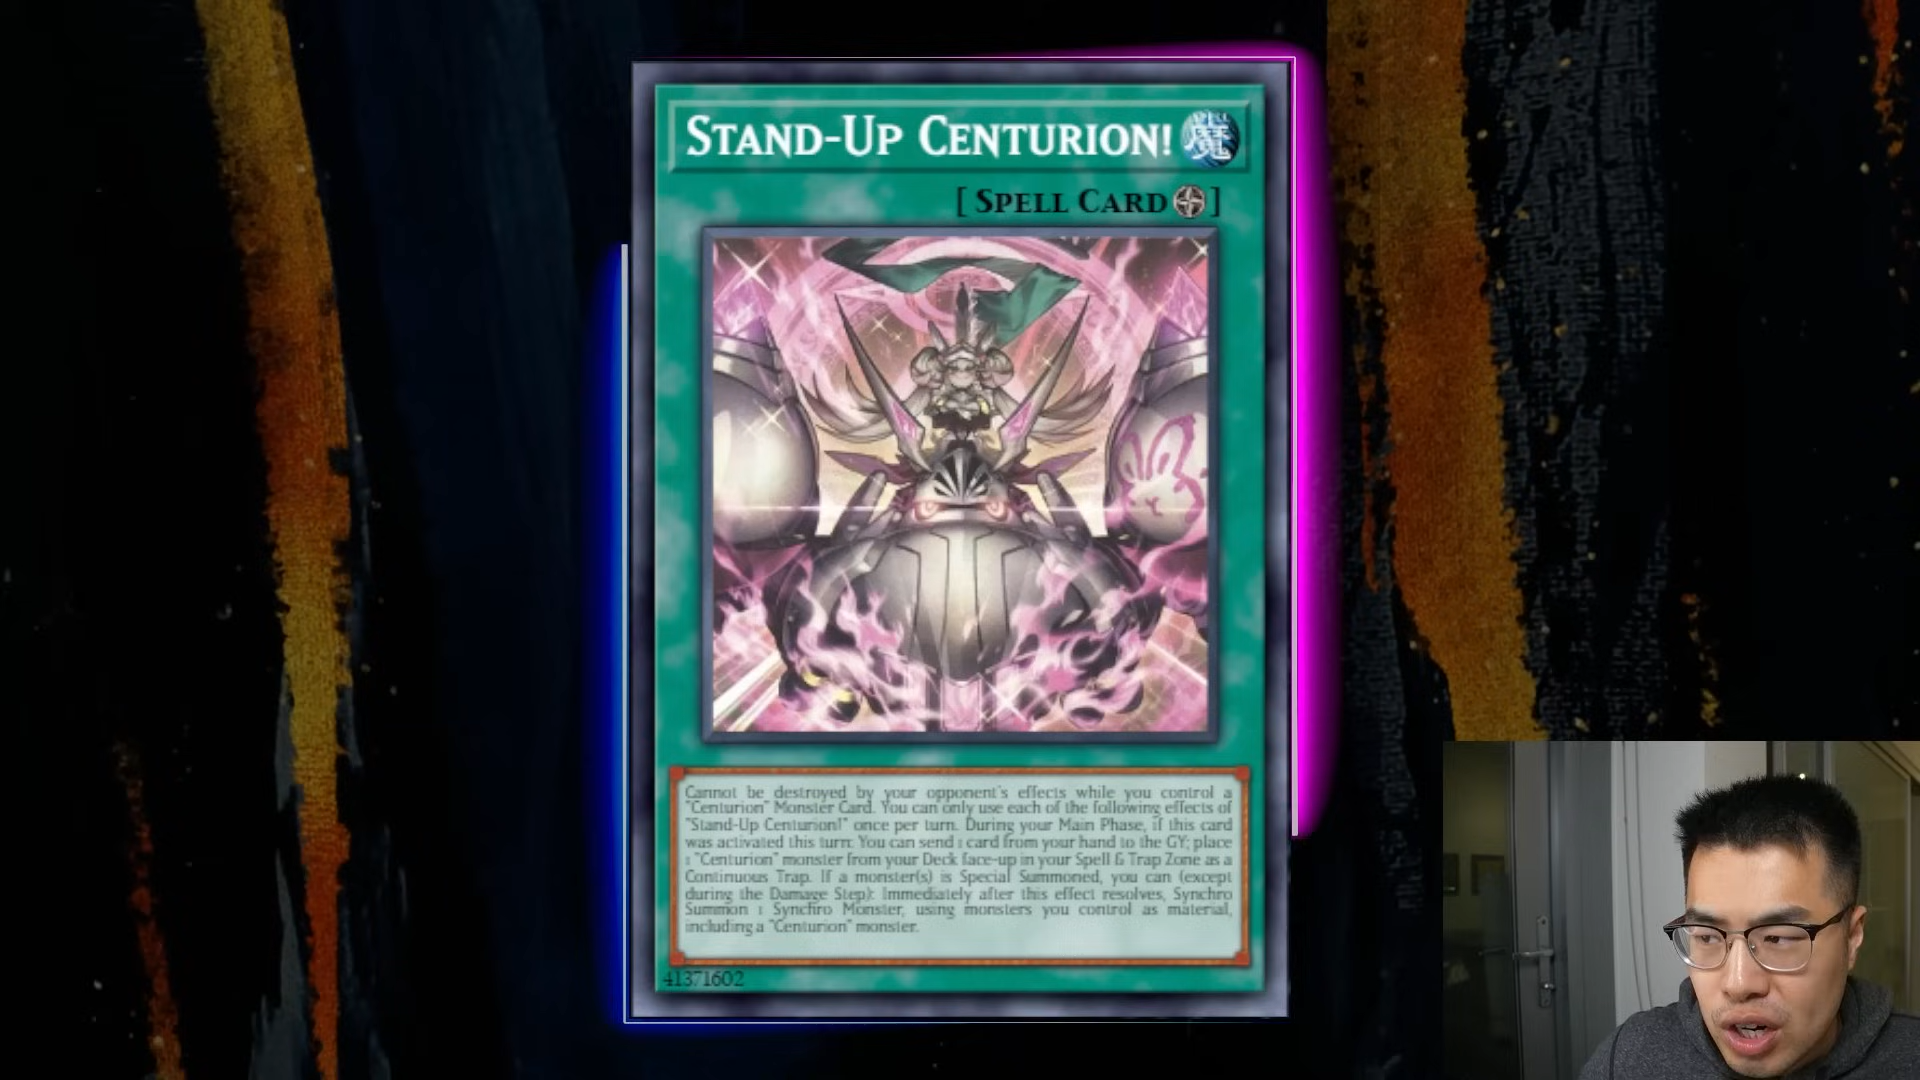 STAND-UP CENTURION!
SPELL
魔
[ SPELL CARD ]
Cannot be destroyed by your opponent's effects while you control a
"Centurion" Monster Card. You can only use each of the following effects of
"Stand-Up Centurion!" once per turn. During your Main Phase, if this card
was activated this turn: You can send 1 card from your hand to the GY; place
1 "Centurion" monster from your Deck face-up in your Spell & Trap Zone as a
Continuous Trap. If a monster(s) is Special Summoned, you can (except
during the Damage Step): Immediately after this effect resolves, Synchro
Summon 1 Synchro Monster, using monsters you control as material,
including a "Centurion" monster.
41371602